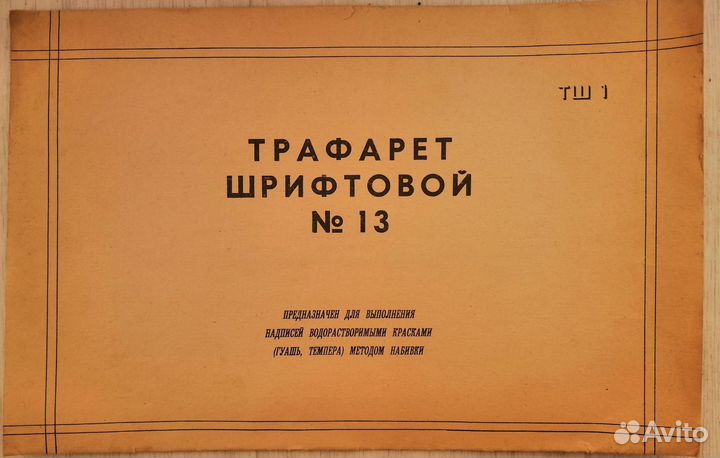 ТШ 1
ТРАФАРЕТ
ШРИФТОВОЙ
№ 13
ПРЕДНАЗНАЧЕН ДЛЯ ВЫПОЛНЕНИЯ
НАДПИСЕЙ ВОДОРАСТВОРИМЫМИ КРАСКАМИ
(ГУАШЬ, ТЕМПЕРА) МЕТОДОМ НАБИВКИ
Avito